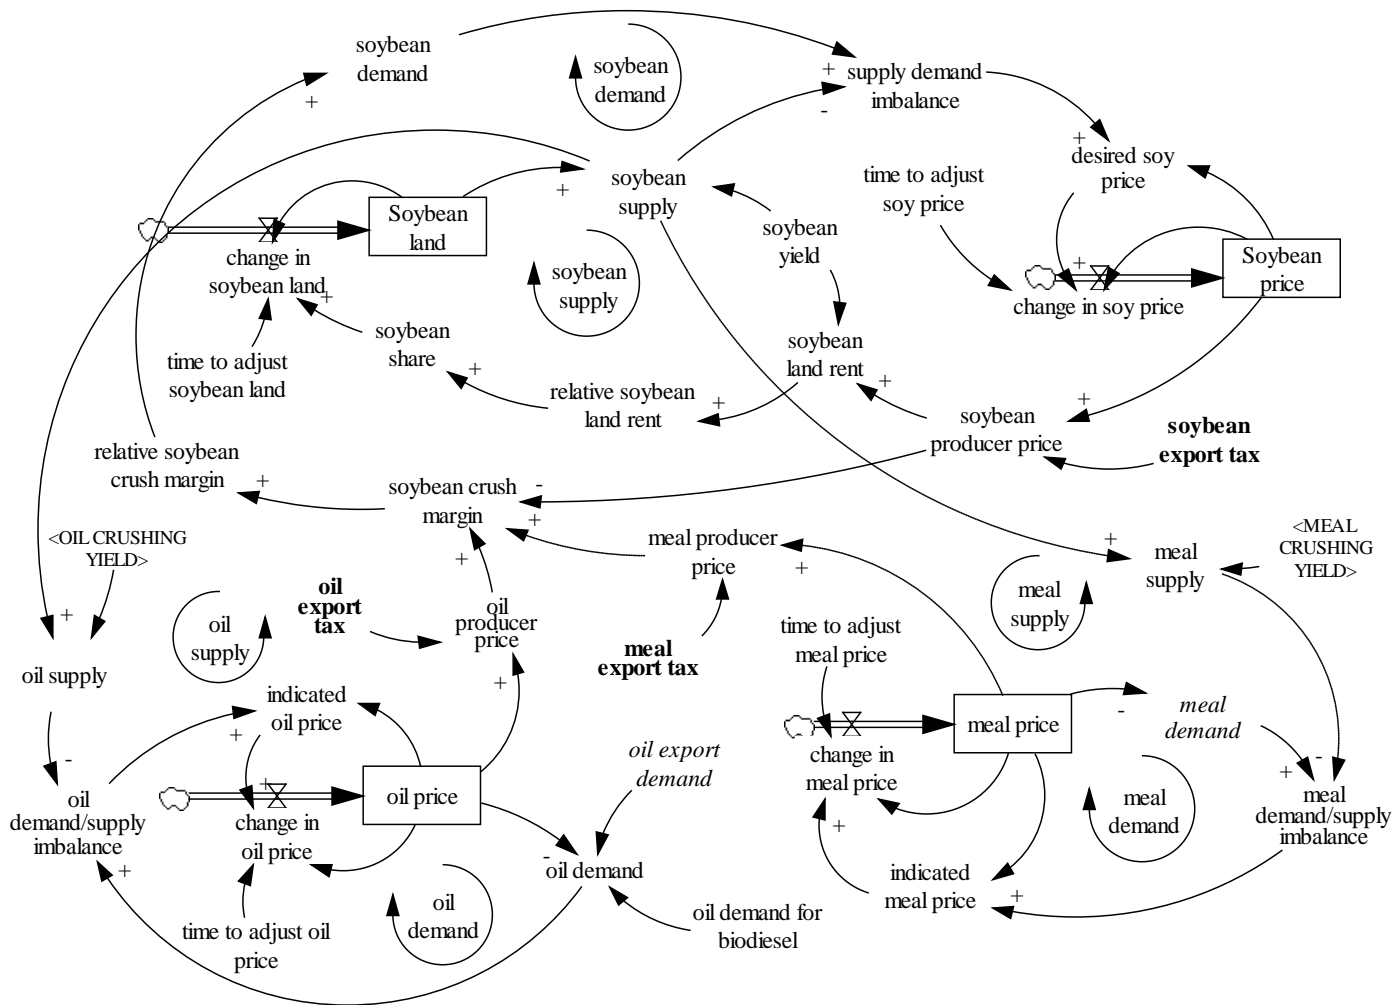 soybean
demand
+
soybean
demand
+
supply demand
imbalance
-
+
desired soy
price
time to adjust
soy price
soybean
supply
+
Soybean
land
soybean
yield
change in
soybean land
+
soybean
supply
+
Soybean
price
change in soy price
time to adjust
soybean land
soybean
share
+
soybean
land rent
+
relative soybean
land rent
+
+
soybean
producer price
soybean
export tax
relative soybean
crush margin
+
soybean crush
margin
-
+
<OIL CRUSHING
YIELD>
meal producer
price
+
+
meal
supply
<MEAL
CRUSHING
YIELD>
+
oil
export
tax
oil
producer
price
+
meal
supply
+
oil
supply
meal
export tax
time to adjust
meal price
oil supply
indicated
oil price
+
+
meal price
-
meal
demand
oil export
demand
change in
meal price
-
oil
demand/supply
imbalance
+
+
change in
oil price
oil price
meal
demand
+
-
meal
demand/supply
imbalance
+
-
oil demand
indicated
meal price
+
oil
demand
time to adjust oil
price
oil demand for
biodiesel